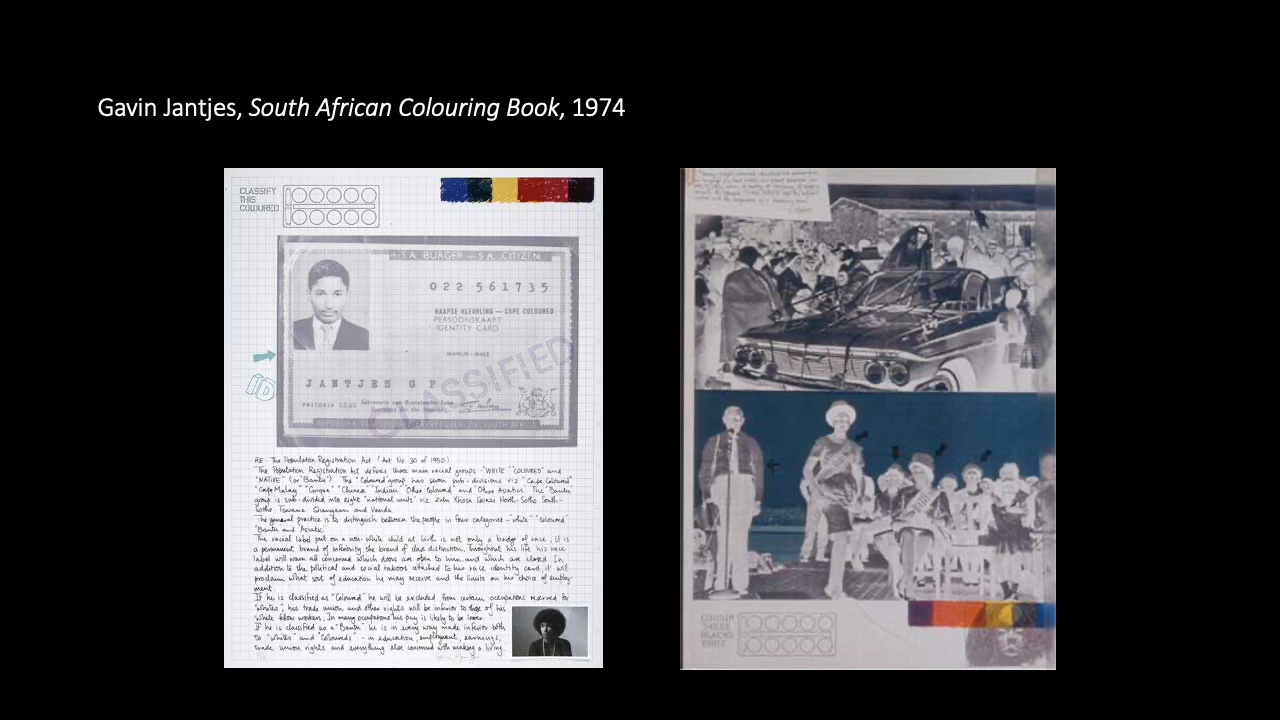 Gavin Jantjes, South African Colouring Book, 1974
CLASSIFY
THIS
COLOURED
S.A. BURGER - S.A. CITIZEN
022 561735
KAAPSE KLEURLING — CAPE COLOURED
PERSOONSKAART
IDENTITY CARD
MANLIK-MALE
JANTJES G P
PRETORIA
CLASSIFIED
iD
RE The Population Registration Act (Act No. 30 of 1950)
The Population Registration Act defines three main racial groups - "WHITE" "COLOURED" and
"NATIVE" (or Bantu") The "Coloured group has seven sub-divisions viz "Cape Coloured"
"Cape Malay" "Griqua" "Chinese" "Indian" "Other Coloured" and "Other Asiatics The "Bantu
group is sub-divided into eight "national units" viz Zulu Xhosa North-Sotho South-
Sotho Tswana Shangaan and Venda
The general practice is to distinguish between the people in four categories - "white" "Coloured"
"Bantu and Asiatic
The racial label put on a non-white child at birth is not only a badge of race, it is
a permanent brand of inferiority the brand of class distinction. Throughout his life his race
label will warn all concerned which doors are open to him and which are closed In
addition to the political and social taboos attached to his race identity card, it will
proclaim what sort of education he may receive and the limits on his choice of employ-
ment
If he is classified as "Coloured" he will be excluded from certain occupations reserved for
"whites", his trade union and other rights will be inferior to those of his
white fellow workers. In many occupations his pay is likely to be lower
If he is classified as a "Bantu" he is in every way made inferior both
to "whites" and "Coloureds" - in education, employment, earnings,
trade union rights and everything else concerned with making a living
COLOUR
THESE
BLACKS
WHITE